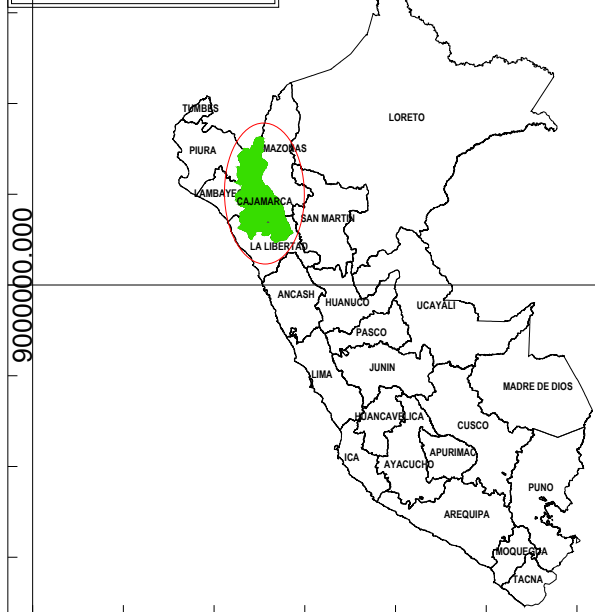 LORETO
TUMBES
PIURA
MAZONAS
LAMBAYE
CAJAMARCA
SAN MARTIN
LA LIBERTAD
9000000.000
ANCASH
HUANUCO
UCAYALI
PASCO
LIMA
JUNIN
MADRE DE DIOS
HUANCAVELICA
CUSCO
ICA
AYACUCHO
APURIMAC
PUNO
AREQUIPA
MOQUEGUA
TACNA